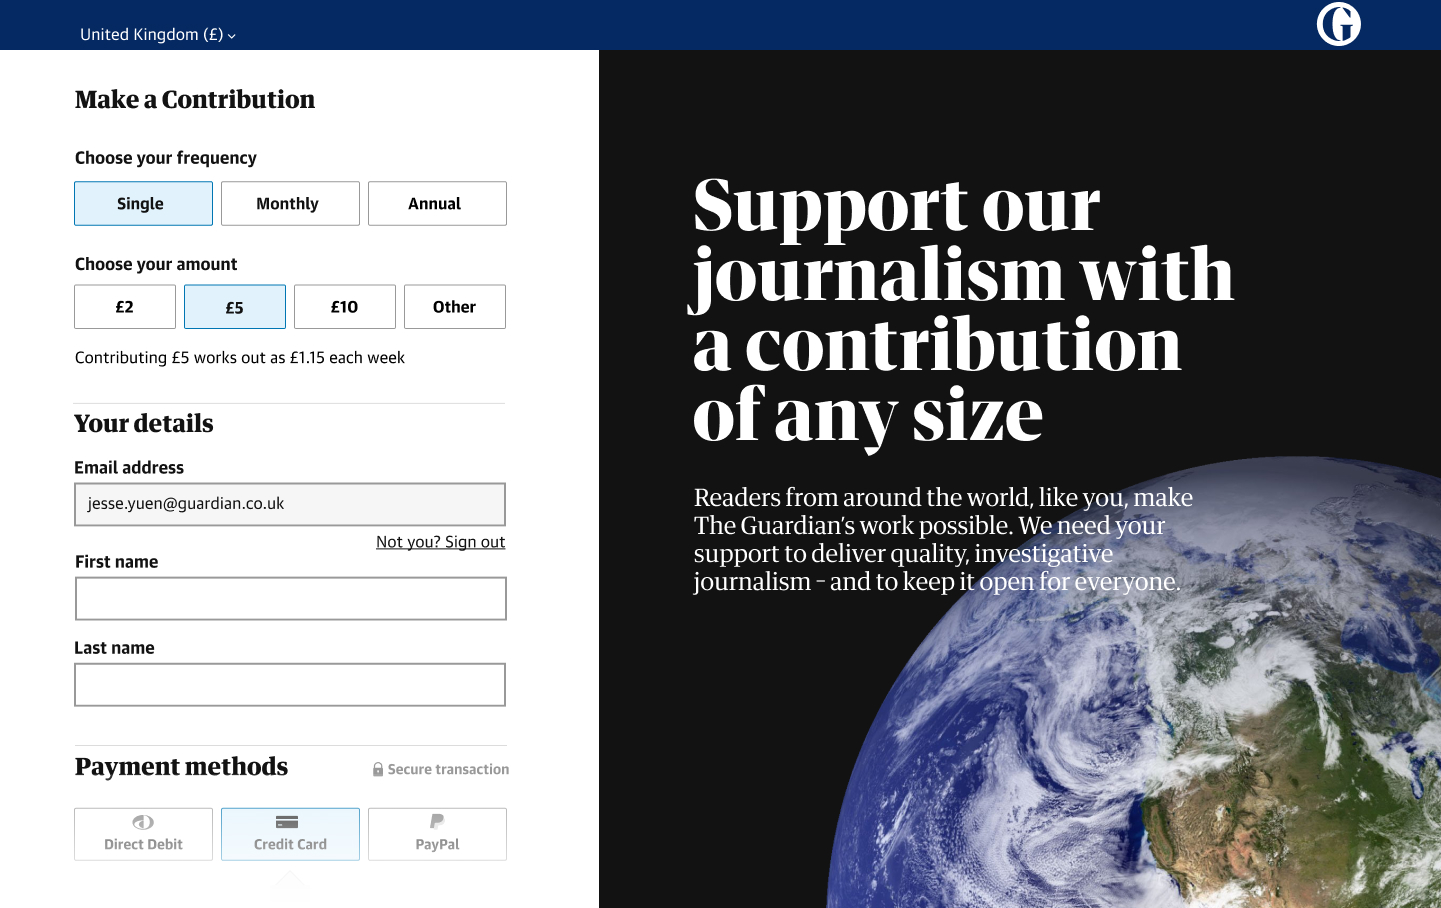 United Kingdom (£)
G
Make a Contribution
Choose your frequency
Single Monthly Annual
Choose your amount
£2 £5 £10 Other
Contributing £5 works out as £1.15 each week
Your details
Email address
jesse.yuen@guardian.co.uk
Not you? Sign out
First name
Last name
Payment methods
Secure transaction
Direct Debit Credit Card PayPal
Support our
journalism with
a contribution
of any size
Readers from around the world, like you, make
The Guardian’s work possible. We need your
support to deliver quality, investigative
journalism – and to keep it open for everyone.